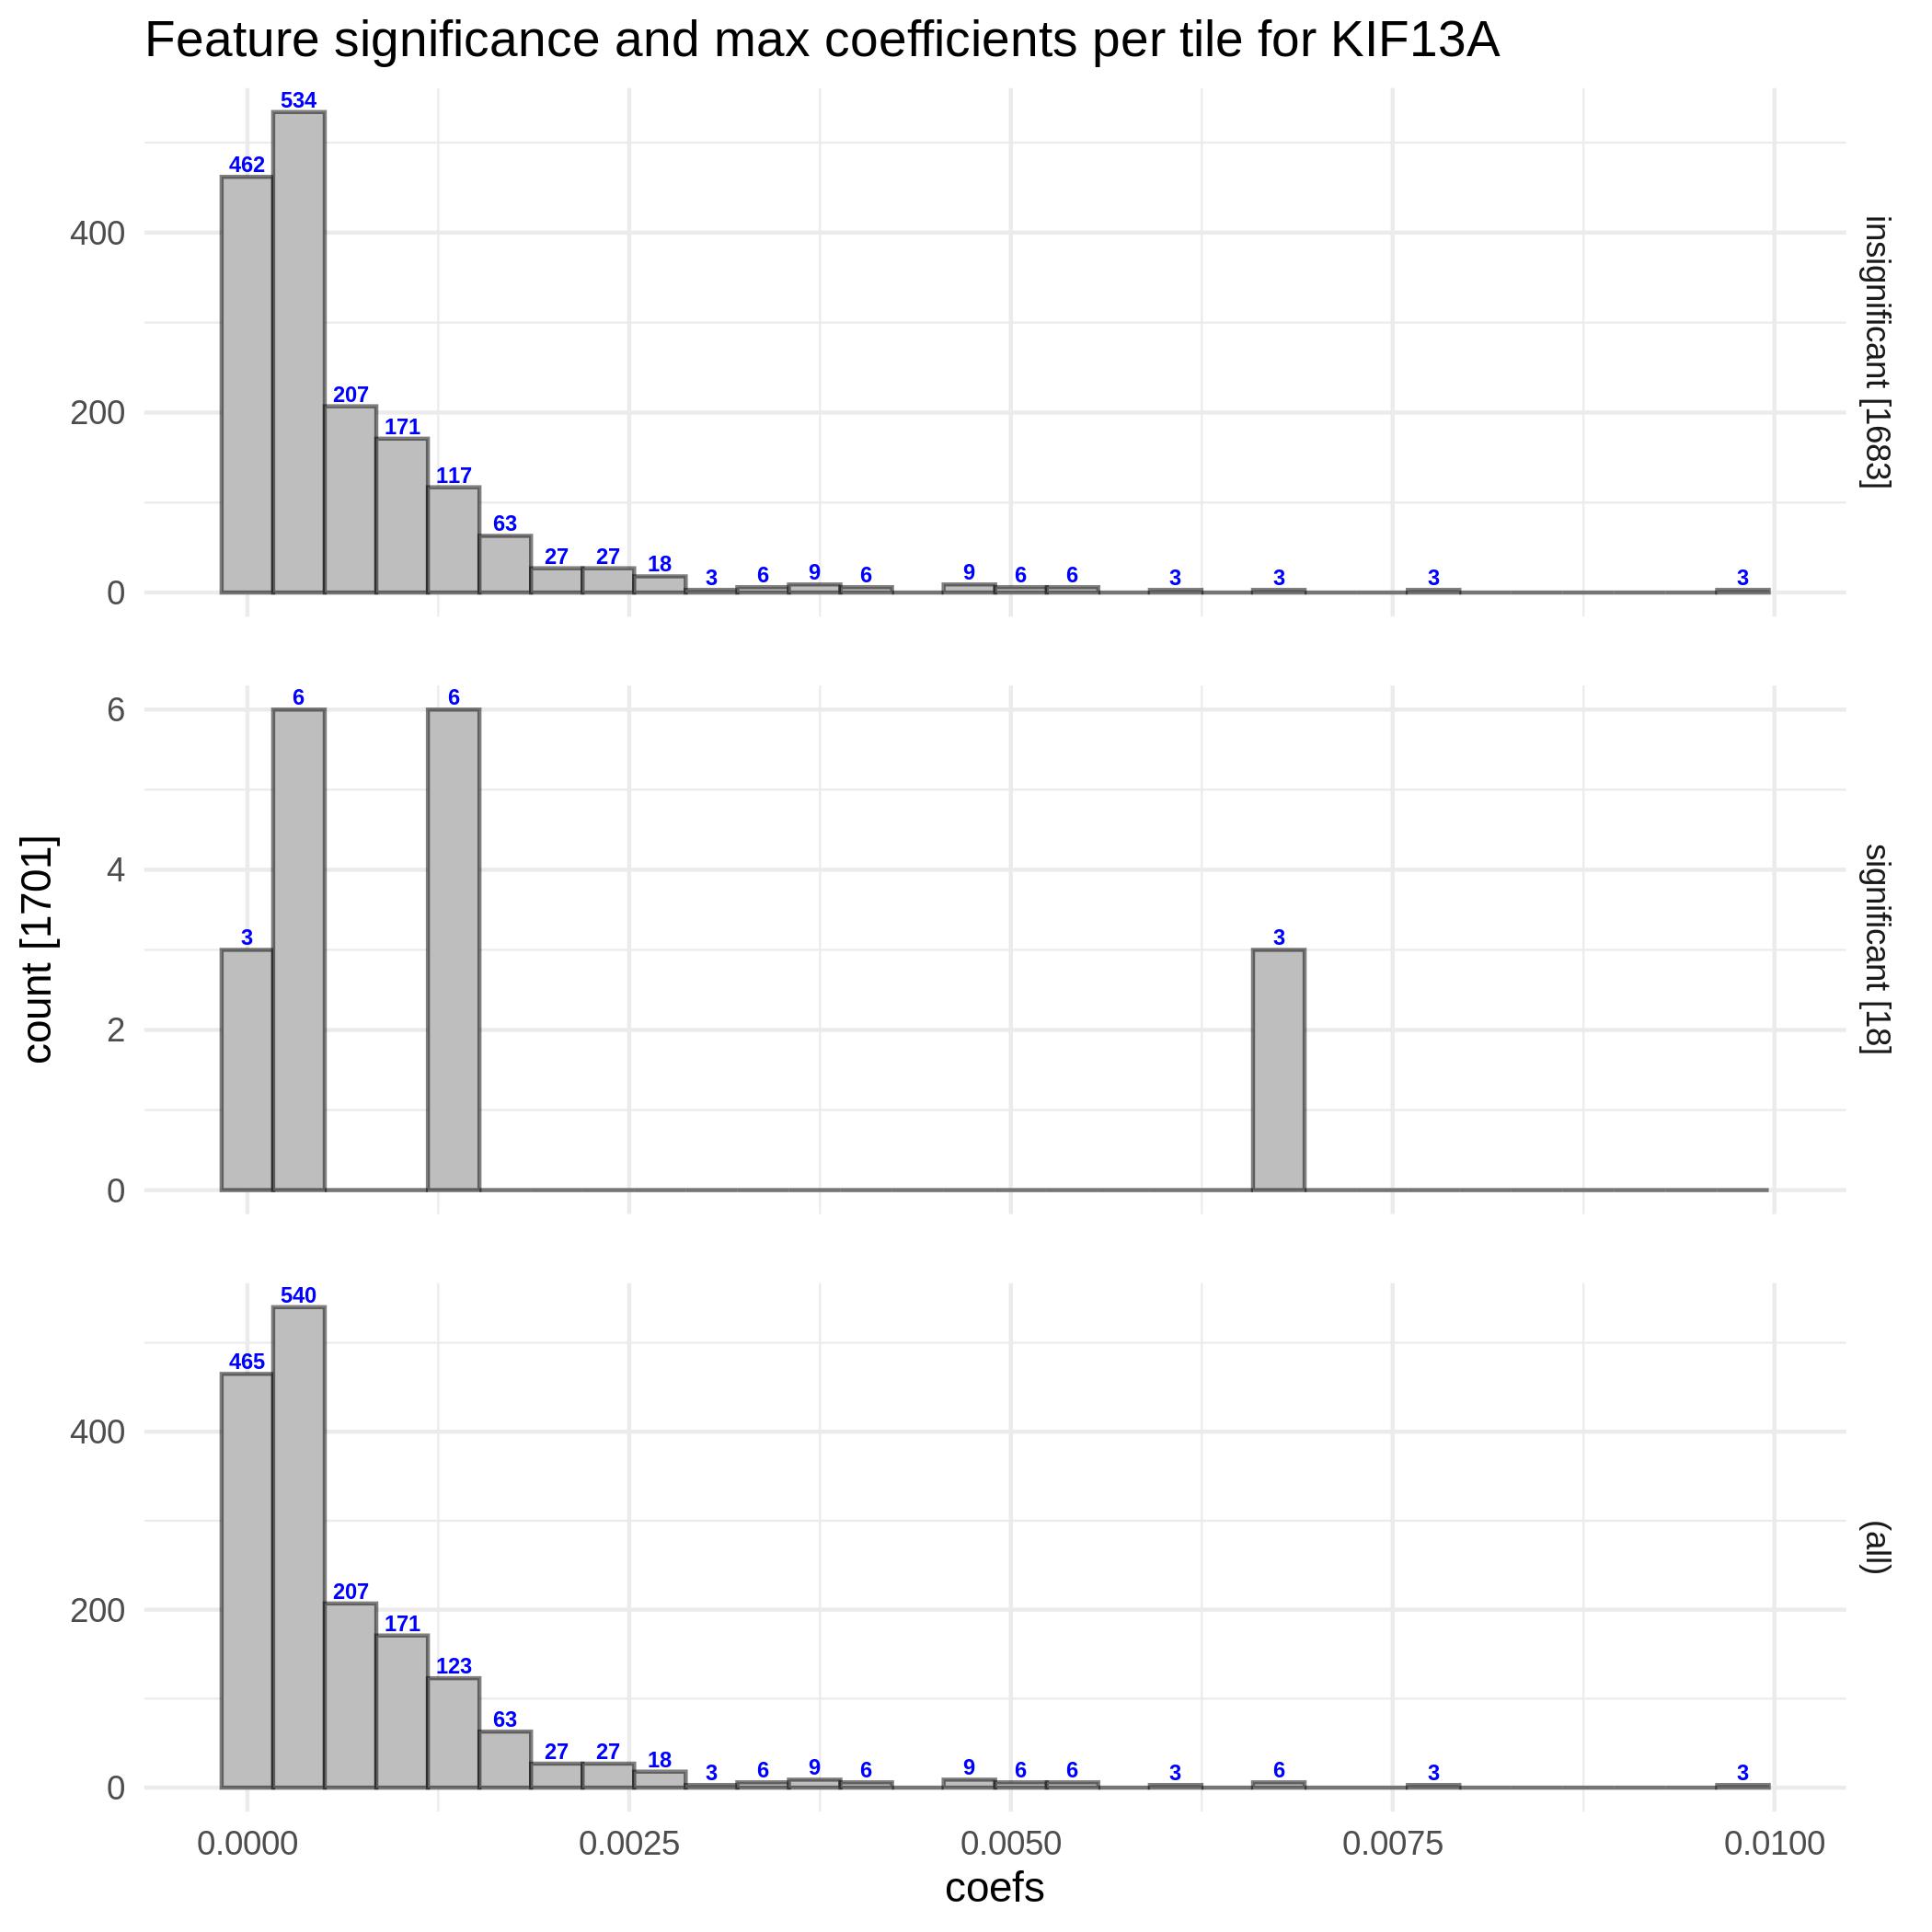 Feature significance and max coefficients per tile for KIF13A
534
462
400
207
200
171
117
63
27 27 18 3 6 9 6 9 6 6 3 3 3 3
0
insignificant [1683]
6 6
6
4
3 3
2
0
significant [18]
count [1701]
540
465
400
207
200
171
123
63
27 27 18 3 6 9 6 9 6 6 3 6 3 3
0
(all)
0.0000 0.0025 0.0050 0.0075 0.0100
coefs